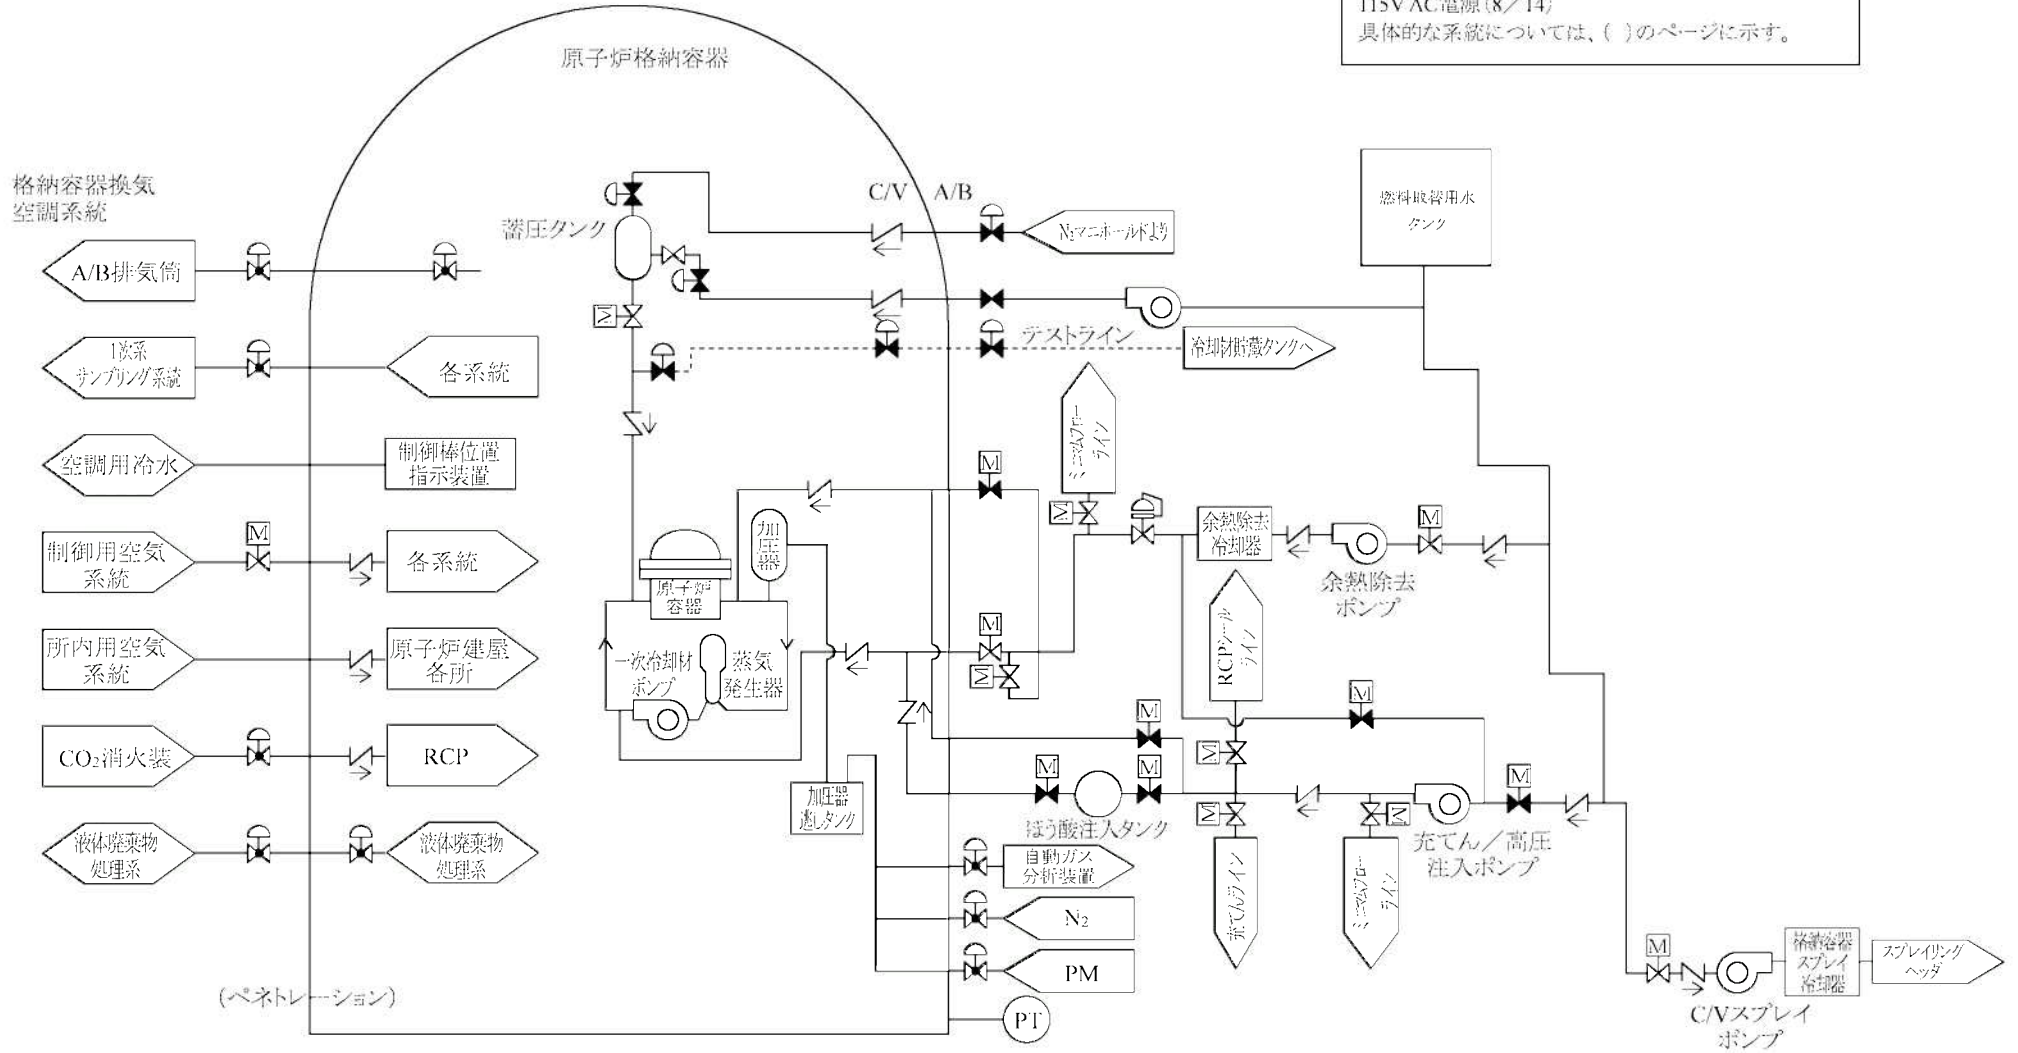 115V AC電源(8／14)
具体的な系統については、( )のページに示す。
原子炉格納容器
格納容器換気
空調系統
C/V
A/B
燃料取替用水
タンク
蓄圧タンク
N₂マニホールドより
A/B排気筒
テストライン
冷却材貯蔵タンクへ
1次系
サンプリング系統
各系統
M
ミニマムフロー
ライン
空調用冷水
制御棒位置
指示装置
M
M
M
M
加
圧
器
余熱除去
冷却器
制御用空気
系統
各系統
原子炉
容器
余熱除去
ポンプ
RCPシール
ライン
M
所内用空気
系統
原子炉建屋
各所
一次冷却材
ポンプ
蒸気
発生器
M
M
M
M
CO₂消火装
RCP
M
M
M
加圧器
逃しタンク
ほう酸注入タンク
M
M
充てん／高圧
注入ポンプ
液体廃棄物
処理系
液体廃棄物
処理系
自動ガス
分析装置
充てんライン
ミニマムフロー
ライン
N₂
PM
M
格納容器
スプレイ
冷却器
スプレイリング
ヘッダ
(ペネトレーション)
PT
C/Vスプレイ
ポンプ